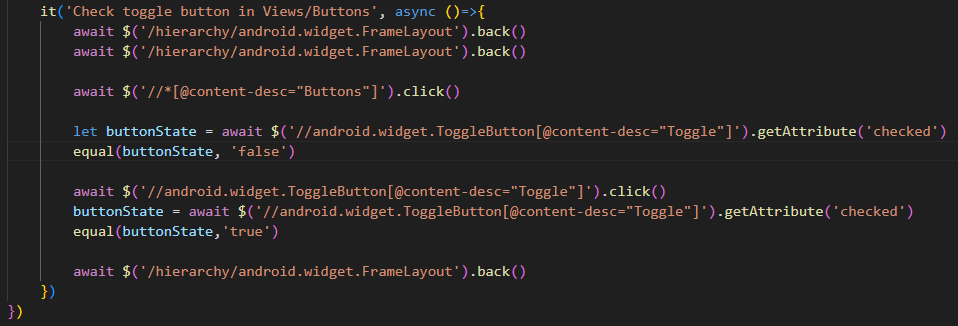 it('Check toggle button in Views/Buttons', async ()=>{
await $('/hierarchy/android.widget.FrameLayout').back()
await $('/hierarchy/android.widget.FrameLayout').back()
await $('//*[@content-desc="Buttons"]').click()
let buttonState = await $('//android.widget.ToggleButton[@content-desc="Toggle"]').getAttribute('checked')
equal(buttonState, 'false')
await $('//android.widget.ToggleButton[@content-desc="Toggle"]').click()
buttonState = await $('//android.widget.ToggleButton[@content-desc="Toggle"]').getAttribute('checked')
equal(buttonState,'true')
await $('/hierarchy/android.widget.FrameLayout').back()
})
})